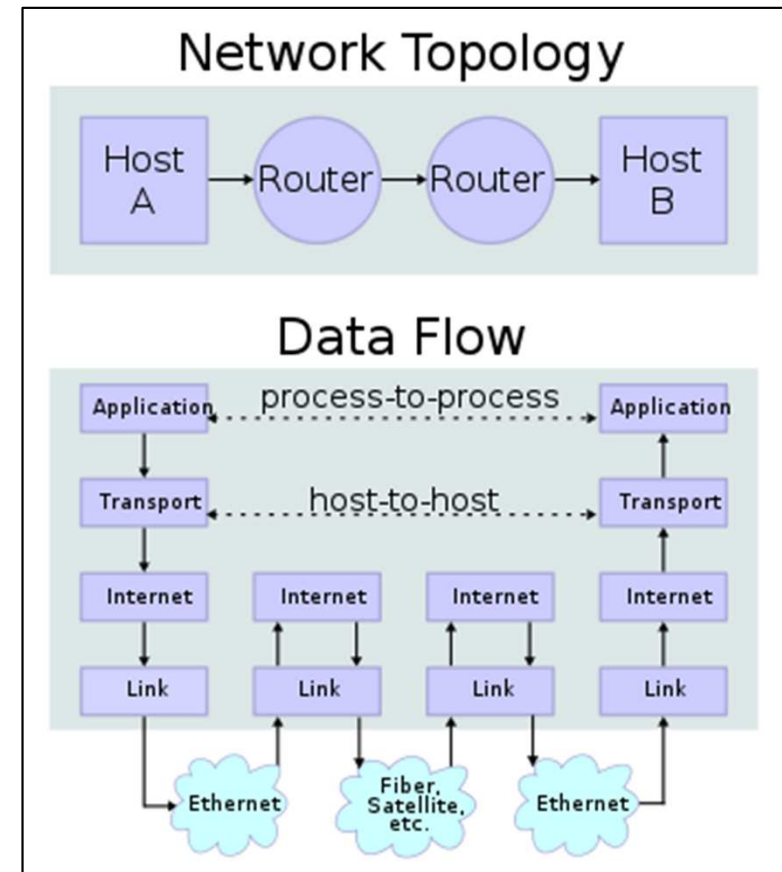 Network Topology
Host
A
Router
Router
Host
B
Data Flow
Application
process-to-process
Application
Transport
host-to-host
Transport
Internet
Internet
Internet
Internet
Link
Link
Link
Link
Ethernet
Fiber,
Satellite,
etc.
Ethernet